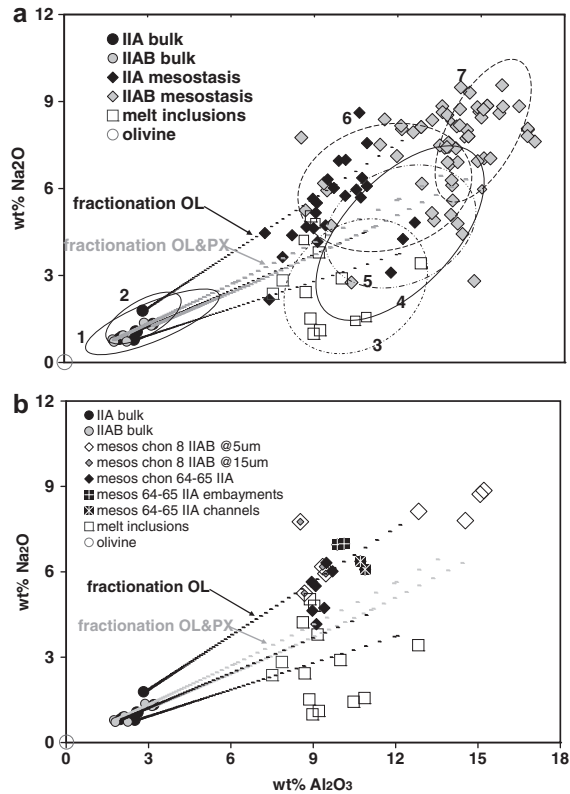 a
12
9
6
3
0
wt% Na2O
IIA bulk
IIAB bulk
IIA mesostasis
IIAB mesostasis
melt inclusions
olivine
fractionation OL
fractionation OL&PX
1
2
3
4
5
6
7
b
12
9
6
3
0
wt% Na2O
IIA bulk
IIAB bulk
mesos chon 8 IIAB @5um
mesos chon 8 IIAB @15um
mesos chon 64-65 IIA
mesos 64-65 IIA embayments
mesos 64-65 IIA channels
melt inclusions
olivine
fractionation OL
fractionation OL&PX
0 3 6 9 12 15 18
wt% Al2O3